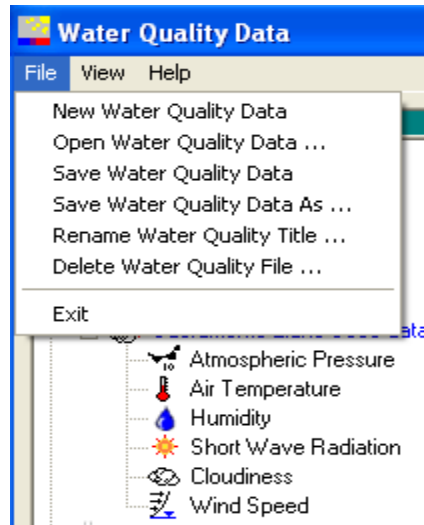 Water Quality Data
File View Help
New Water Quality Data
Open Water Quality Data ...
Save Water Quality Data
Save Water Quality Data As ...
Rename Water Quality Title ...
Delete Water Quality File ...
Exit
Atmospheric Pressure
Air Temperature
Humidity
Short Wave Radiation
Cloudiness
Wind Speed